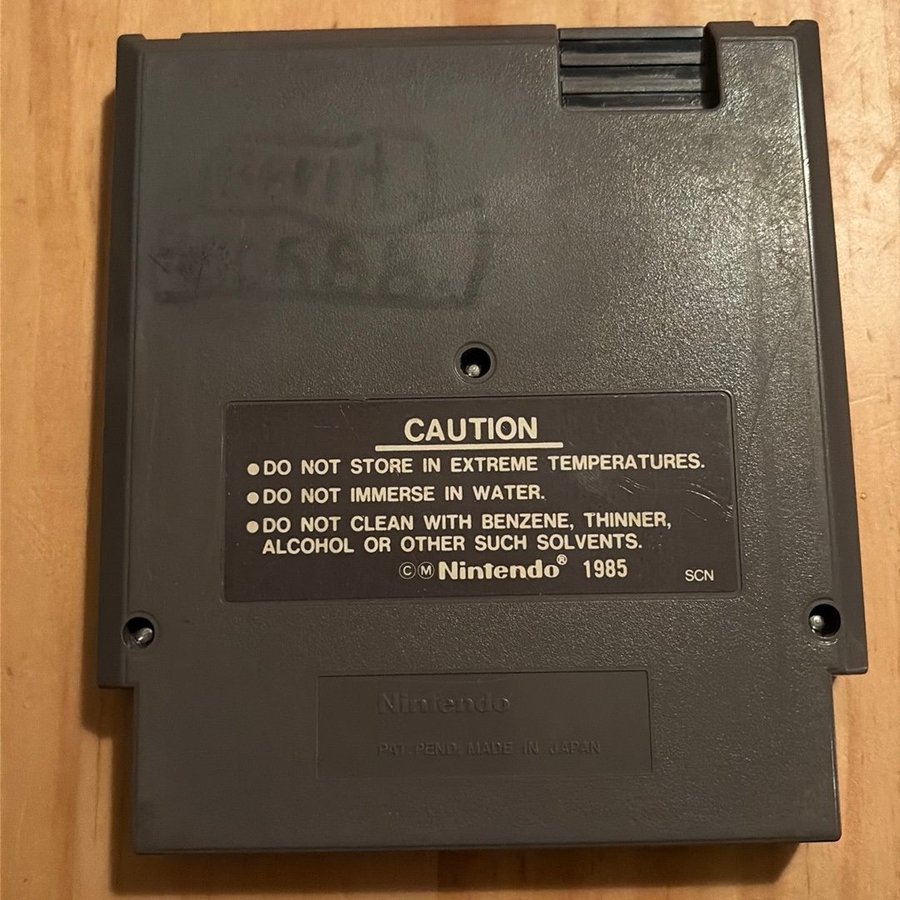 CAUTION
●DO NOT STORE IN EXTREME TEMPERATURES.
●DO NOT IMMERSE IN WATER.
●DO NOT CLEAN WITH BENZENE, THINNER,
ALCOHOL OR OTHER SUCH SOLVENTS.
ⒸⓂNintendo® 1985 SCN
Nintendo
PAT. PEND. MADE IN JAPAN